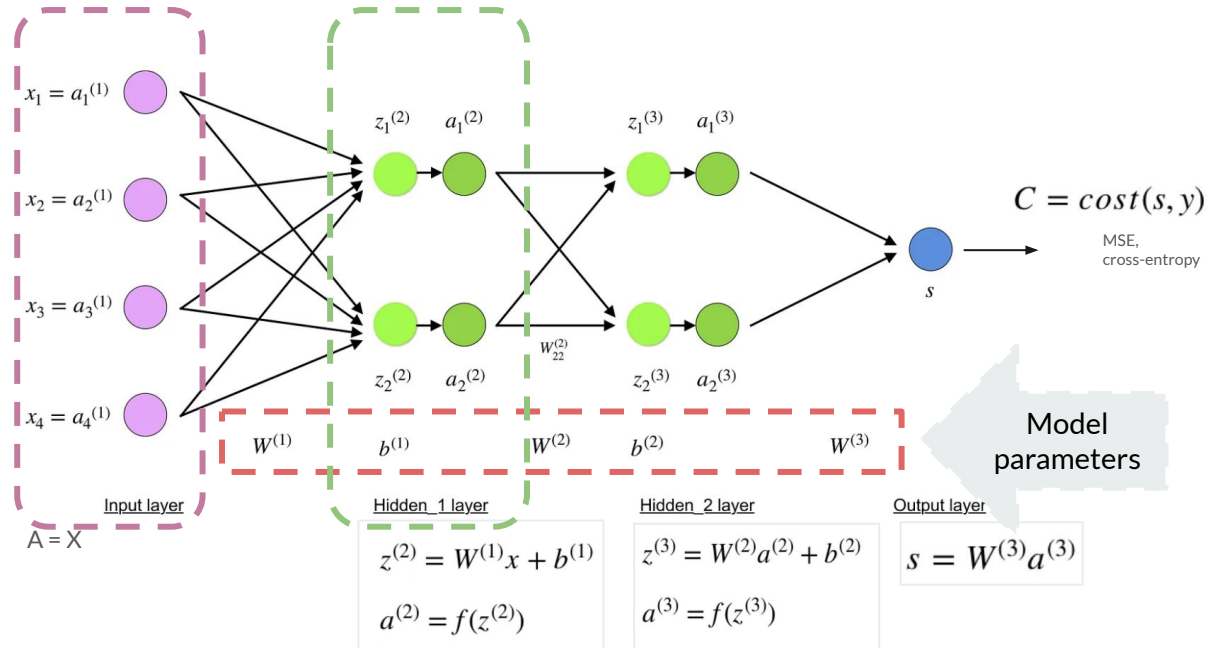 x₁ = a₁⁽¹⁾
x₂ = a₂⁽¹⁾
x₃ = a₃⁽¹⁾
x₄ = a₄⁽¹⁾
z₁⁽²⁾ a₁⁽²⁾
z₁⁽³⁾ a₁⁽³⁾
C = cost(s, y)
MSE,
cross-entropy
s
W₂₂⁽²⁾
z₂⁽²⁾ a₂⁽²⁾
z₂⁽³⁾ a₂⁽³⁾
W⁽¹⁾ b⁽¹⁾ W⁽²⁾ b⁽²⁾ W⁽³⁾
Model
parameters
Input layer
Hidden_1 layer
Hidden_2 layer
Output layer
A = X
z⁽²⁾ = W⁽¹⁾x + b⁽¹⁾
a⁽²⁾ = f(z⁽²⁾)
z⁽³⁾ = W⁽²⁾a⁽²⁾ + b⁽²⁾
a⁽³⁾ = f(z⁽³⁾)
s = W⁽³⁾a⁽³⁾